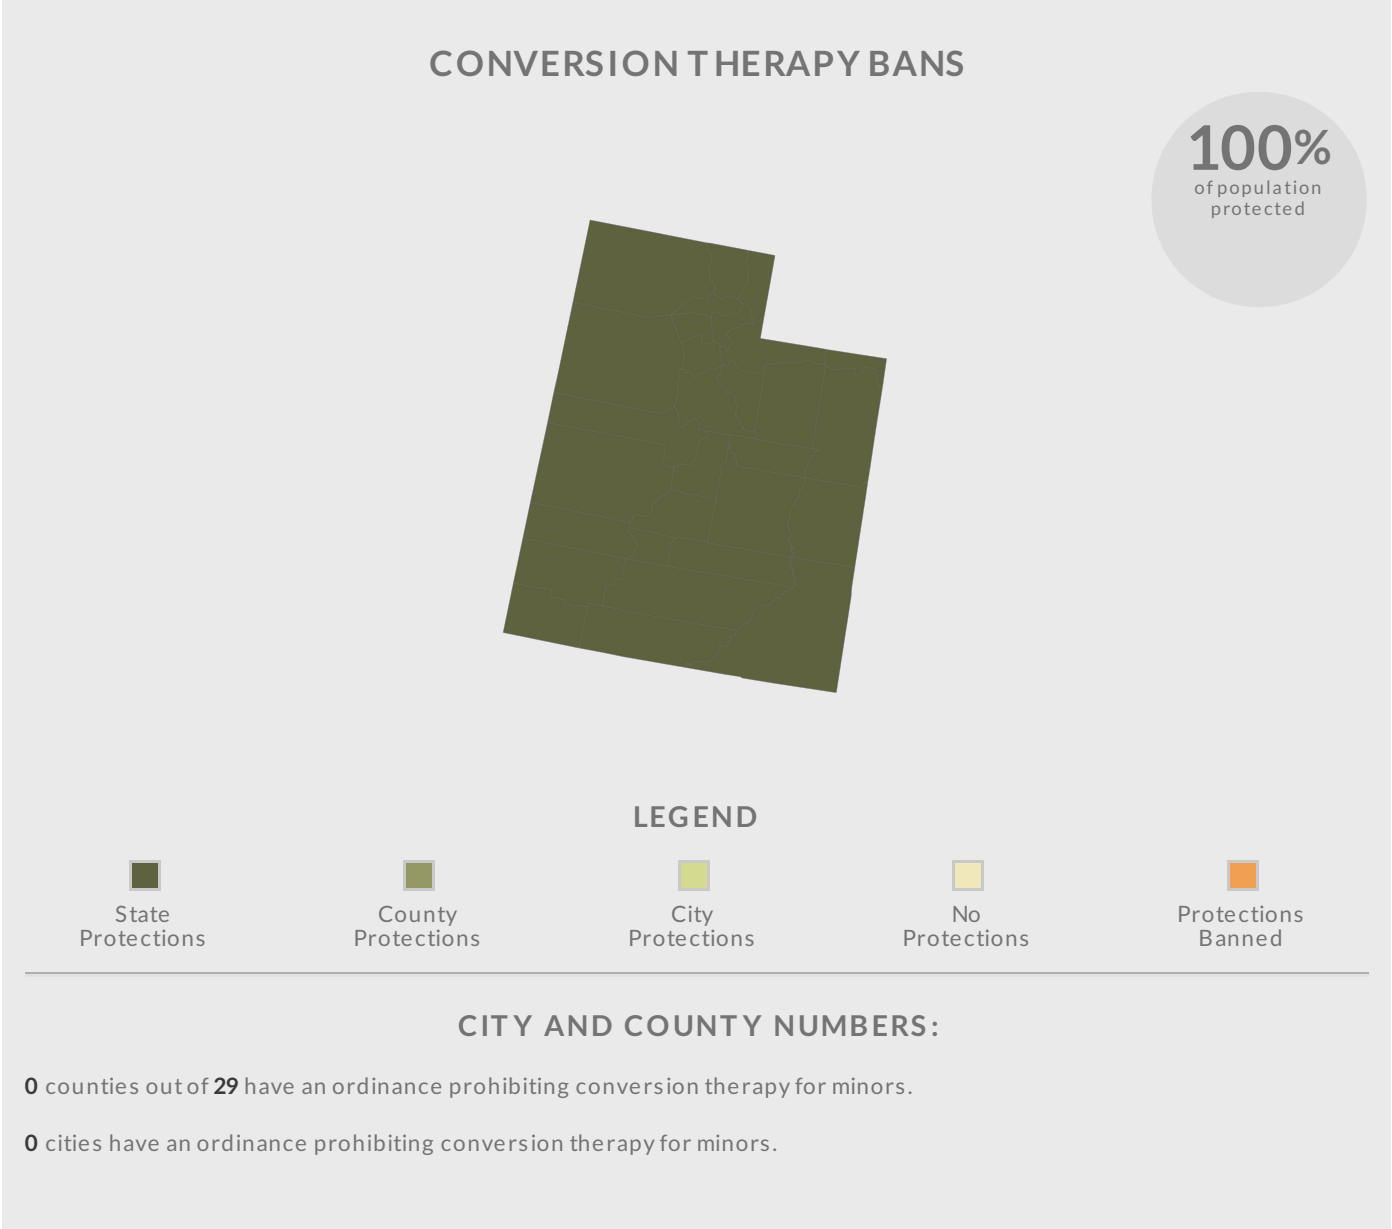 CONVERSION THERAPY BANS
100%
of population
protected
LEGEND
State
Protections
County
Protections
City
Protections
No
Protections
Protections
Banned
CITY AND COUNTY NUMBERS:
0 counties out of 29 have an ordinance prohibiting conversion therapy for minors.
0 cities have an ordinance prohibiting conversion therapy for minors.